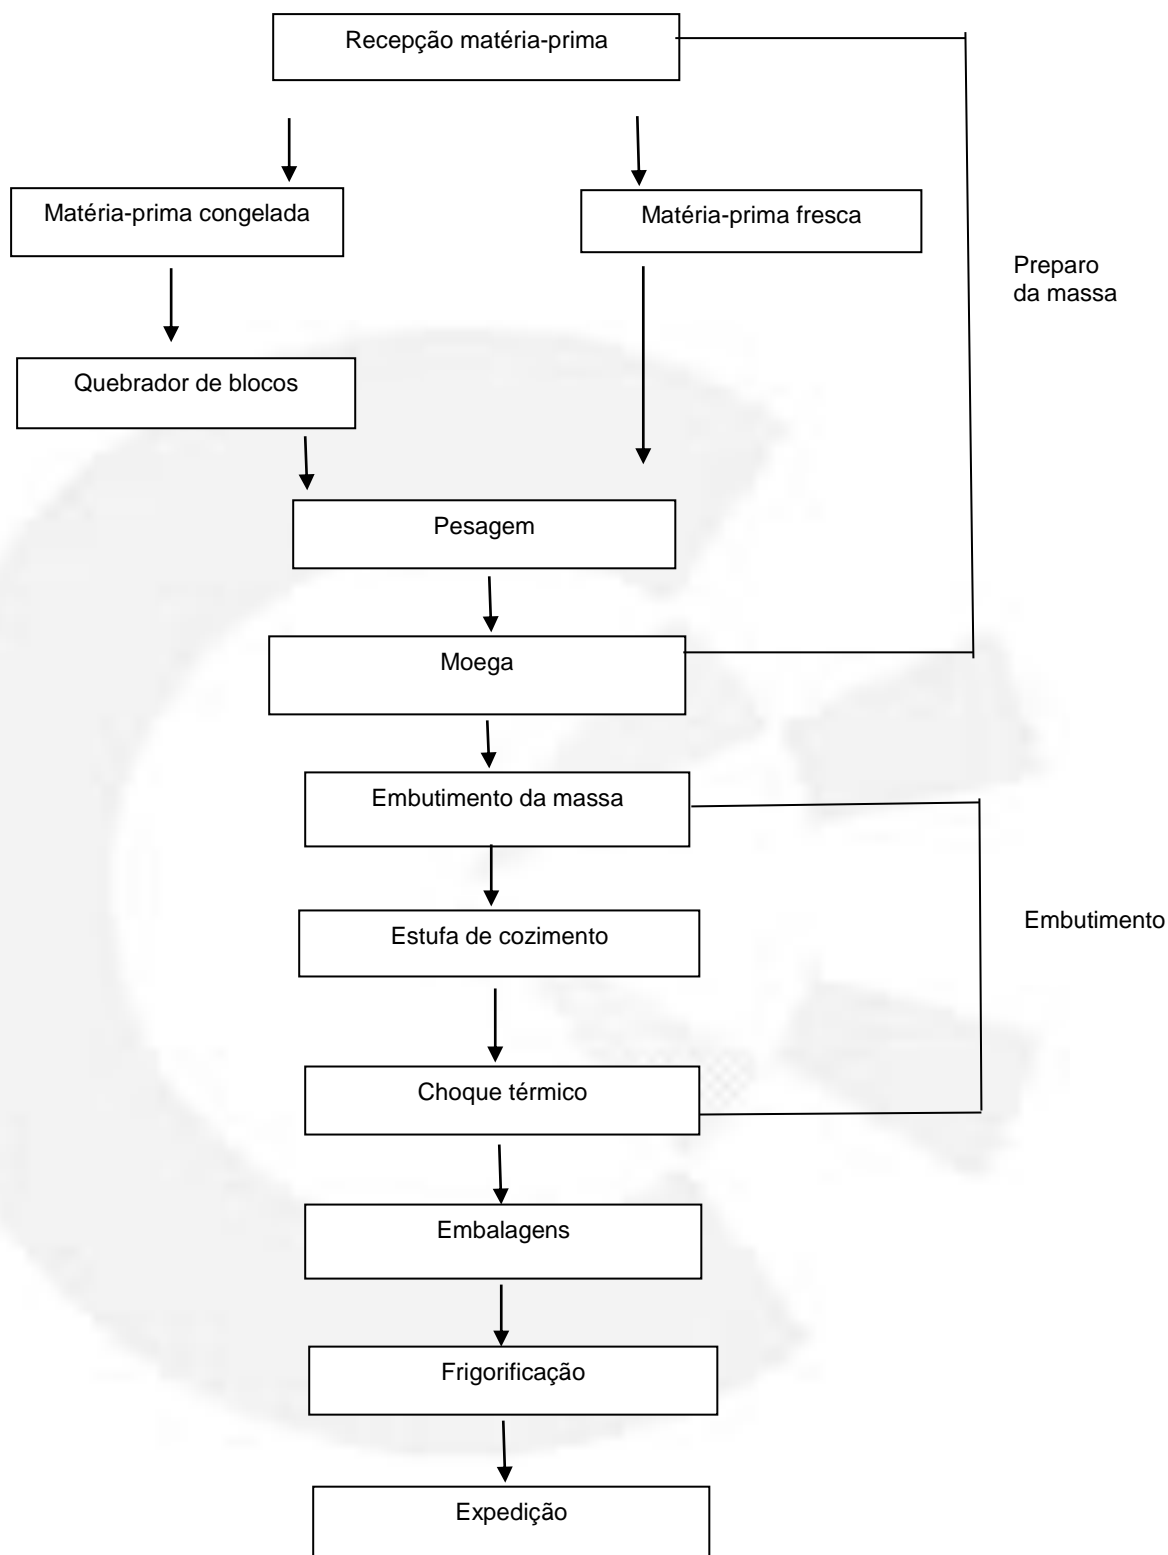 Recepção matéria-prima
Matéria-prima congelada
Matéria-prima fresca
Preparo
da massa
Quebrador de blocos
Pesagem
Moega
Embutimento da massa
Estufa de cozimento
Embutimento
Choque térmico
Embalagens
Frigorificação
Expedição